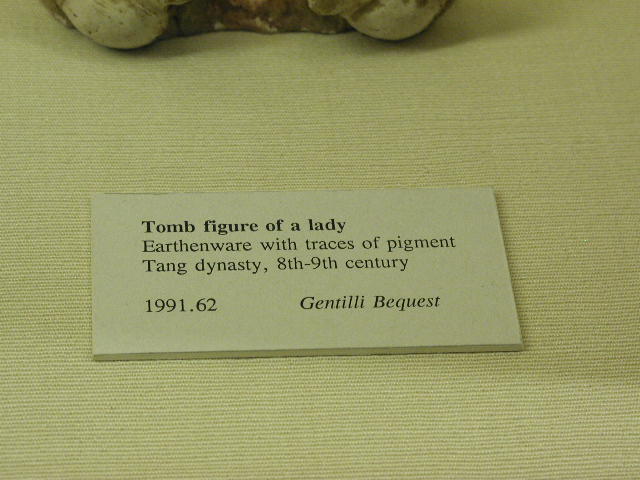 Tomb figure of a lady
Earthenware with traces of pigment
Tang dynasty, 8th-9th century
1991.62 Gentilli Bequest